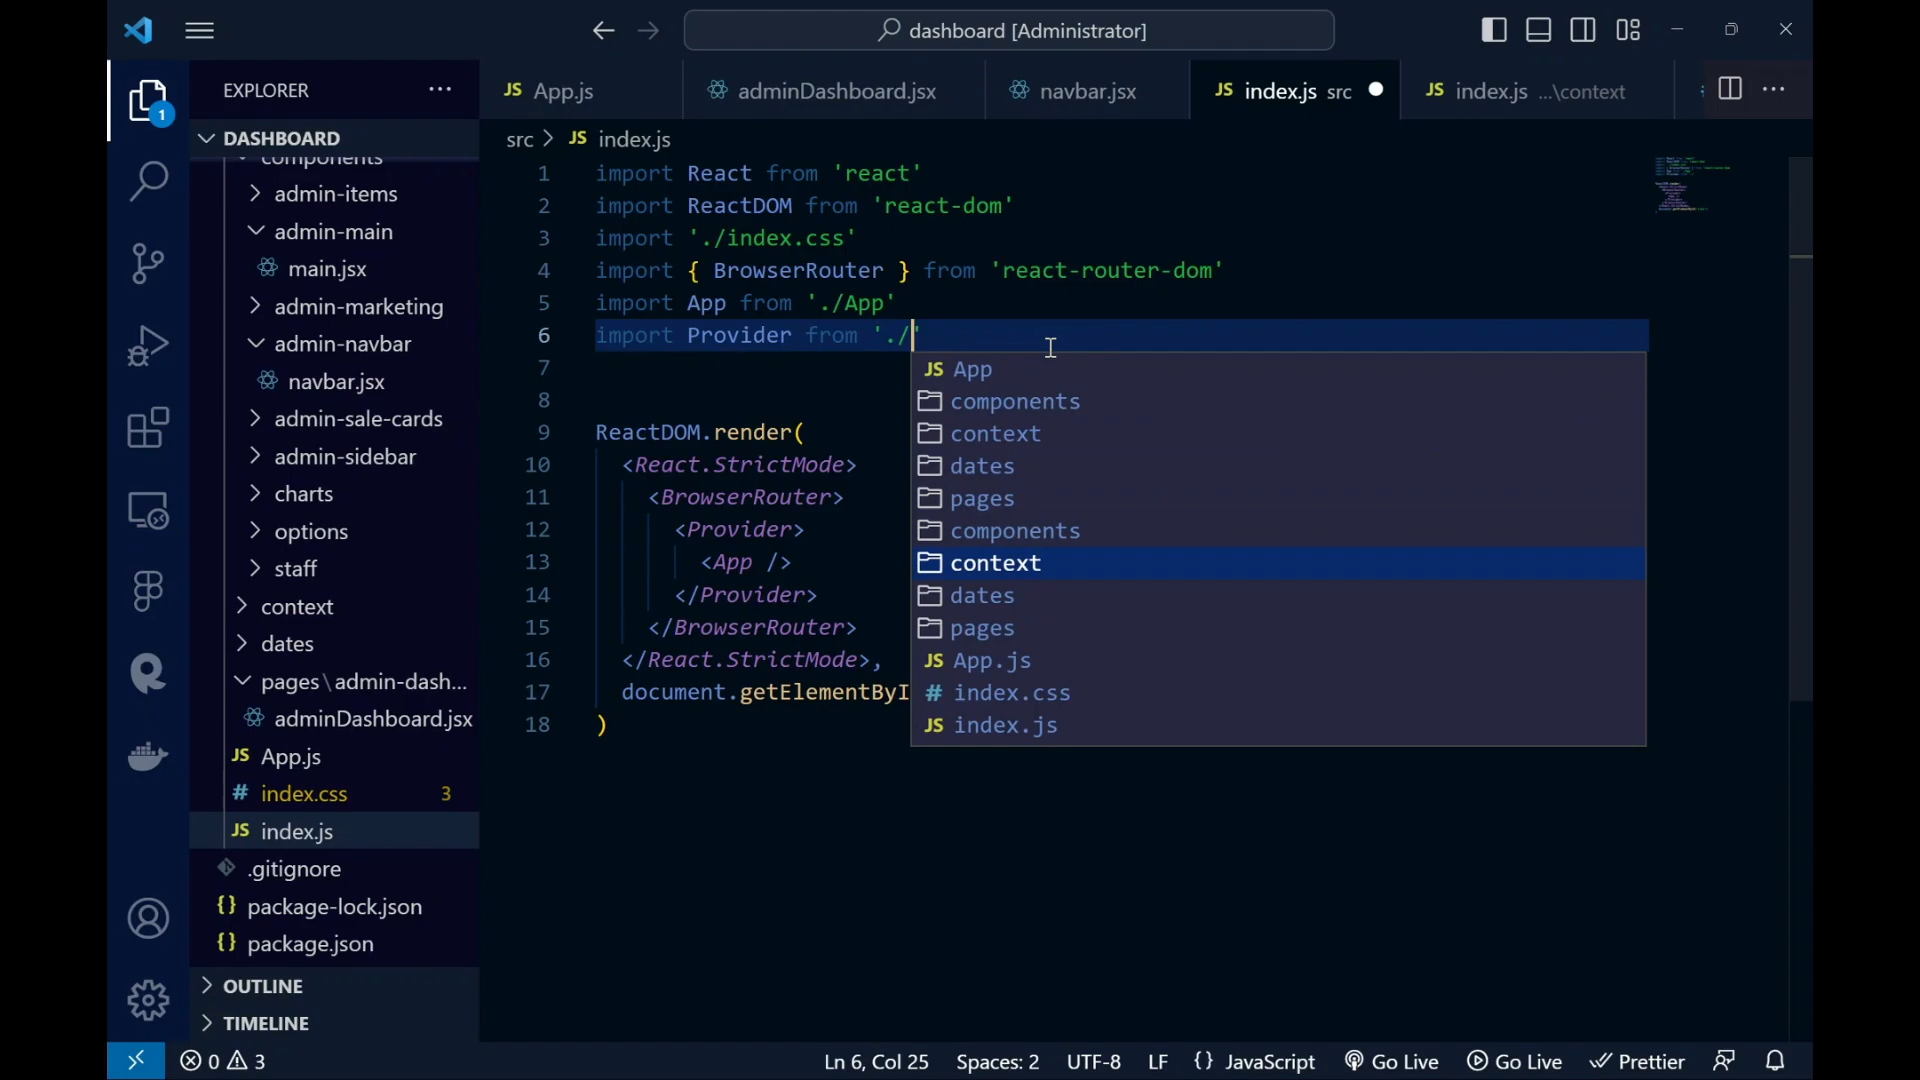 dashboard [Administrator]
EXPLORER
App.js
adminDashboard.jsx
navbar.jsx
index.js src
index.js ...\context
DASHBOARD
components
admin-items
admin-main
main.jsx
admin-marketing
admin-navbar
navbar.jsx
admin-sale-cards
admin-sidebar
charts
options
staff
context
dates
pages\admin-dash...
adminDashboard.jsx
JS App.js
# index.css 3
JS index.js
.gitignore
{} package-lock.json
{} package.json
OUTLINE
TIMELINE
src > JS index.js
1 import React from 'react'
2 import ReactDOM from 'react-dom'
3 import './index.css'
4 import { BrowserRouter } from 'react-router-dom'
5 import App from './App'
6 import Provider from './'
7
8
9 ReactDOM.render(
10 <React.StrictMode>
11 <BrowserRouter>
12 <Provider>
13 <App />
14 </Provider>
15 </BrowserRouter>
16 </React.StrictMode>,
17 document.getElementByI
18 )
JS App
components
context
dates
pages
components
context
dates
pages
JS App.js
# index.css
JS index.js
1
0 3
Ln 6, Col 25 Spaces: 2 UTF-8 LF {} JavaScript Go Live Go Live Prettier